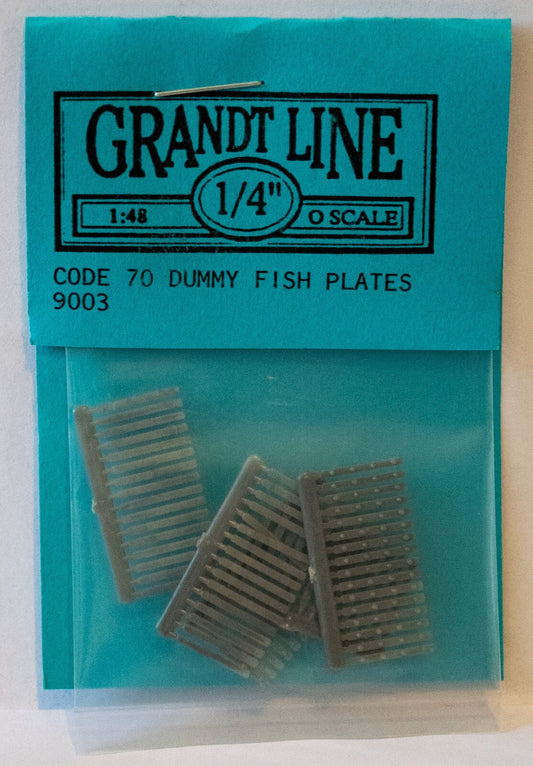 GRANDT LINE
1:48 1/4" O SCALE
CODE 70 DUMMY FISH PLATES
9003